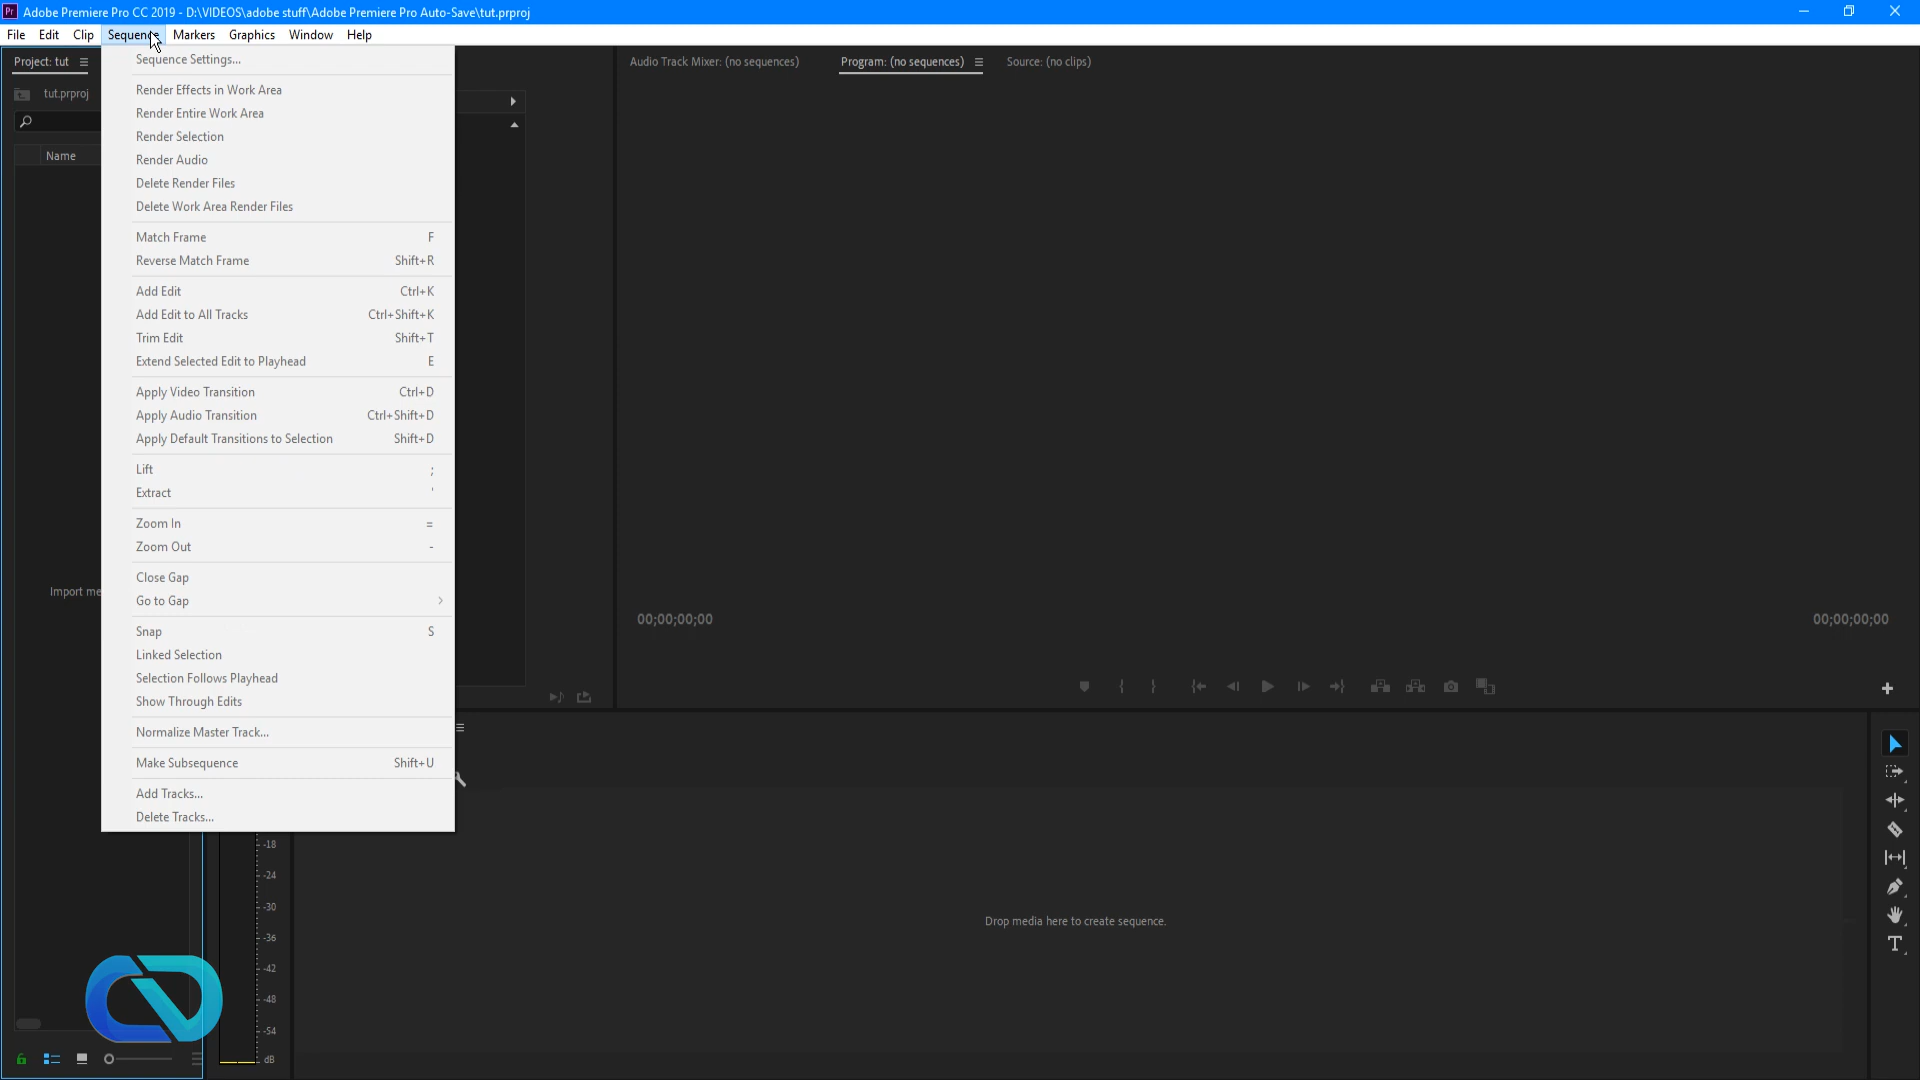 Adobe Premiere Pro CC 2019 - D:\VIDEOS\adobe stuff\Adobe Premiere Pro Auto-Save\tut.prproj
File Edit Clip Sequence Markers Graphics Window Help
Project: tut
tut.prproj
Name
Import me
Sequence Settings...
Render Effects in Work Area
Render Entire Work Area
Render Selection
Render Audio
Delete Render Files
Delete Work Area Render Files
Match Frame F
Reverse Match Frame Shift+R
Add Edit Ctrl+K
Add Edit to All Tracks Ctrl+Shift+K
Trim Edit Shift+T
Extend Selected Edit to Playhead E
Apply Video Transition Ctrl+D
Apply Audio Transition Ctrl+Shift+D
Apply Default Transitions to Selection Shift+D
Lift ;
Extract '
Zoom In =
Zoom Out -
Close Gap
Go to Gap
Snap S
Linked Selection
Selection Follows Playhead
Show Through Edits
Normalize Master Track...
Make Subsequence Shift+U
Add Tracks...
Delete Tracks...
Audio Track Mixer: (no sequences) Program: (no sequences) Source: (no clips)
00;00;00;00 00;00;00;00
-18
-24
-30
-36
-42
-48
-54
dB
Drop media here to create sequence.